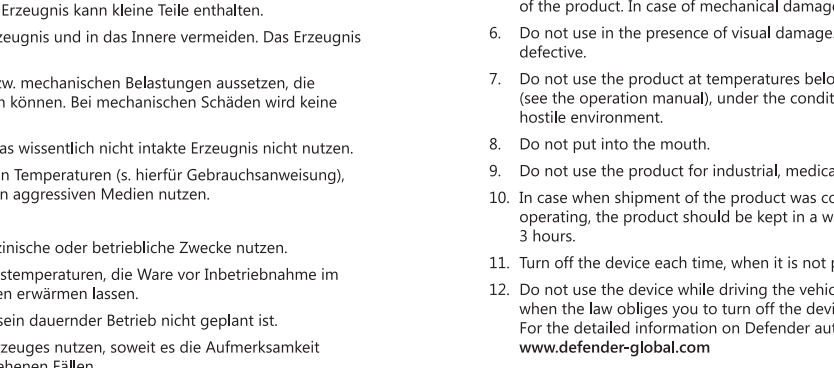 Erzeugnis kann kleine Teile enthalten.
zeugnis und in das Innere vermeiden. Das Erzeugnis
zw. mechanischen Belastungen aussetzen, die
n können. Bei mechanischen Schäden wird keine
as wissentlich nicht intakte Erzeugnis nicht nutzen.
n Temperaturen (s. hierfür Gebrauchsanweisung),
n aggressiven Medien nutzen.
zinische oder betriebliche Zwecke nutzen.
stemperaturen, die Ware vor Inbetriebnahme im
en erwärmen lassen.
sein dauernder Betrieb nicht geplant ist.
rzeuges nutzen, soweit es die Aufmerksamkeit
ehenen Fällen
of the product. In case of mechanical damage
6. Do not use in the presence of visual damage.
defective.
7. Do not use the product at temperatures belo
(see the operation manual), under the condit
hostile environment.
8. Do not put into the mouth.
9. Do not use the product for industrial, medica
10. In case when shipment of the product was co
operating, the product should be kept in a w
3 hours.
11. Turn off the device each time, when it is not p
12. Do not use the device while driving the vehic
when the law obliges you to turn off the devi
For the detailed information on Defender aut
www.defender-global.com